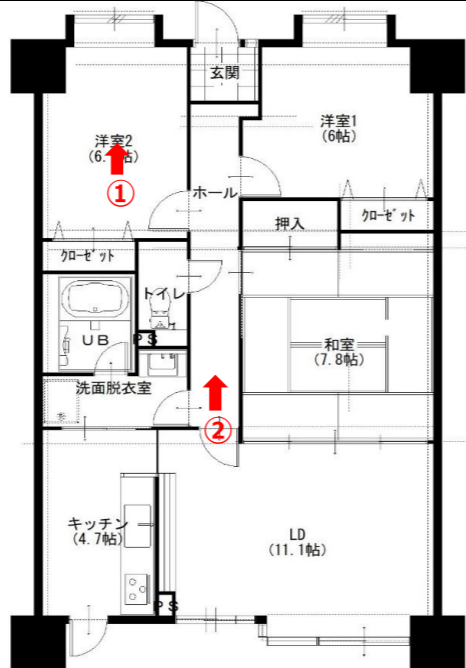 玄関
洋室1
(6帖)
洋室2
①
ホール
クローゼット
押入
クローゼット
トイレ
UB
PS
和室
(7.8帖)
洗面脱衣室
②
キッチン
(4.7帖)
LD
(11.1帖)
PS